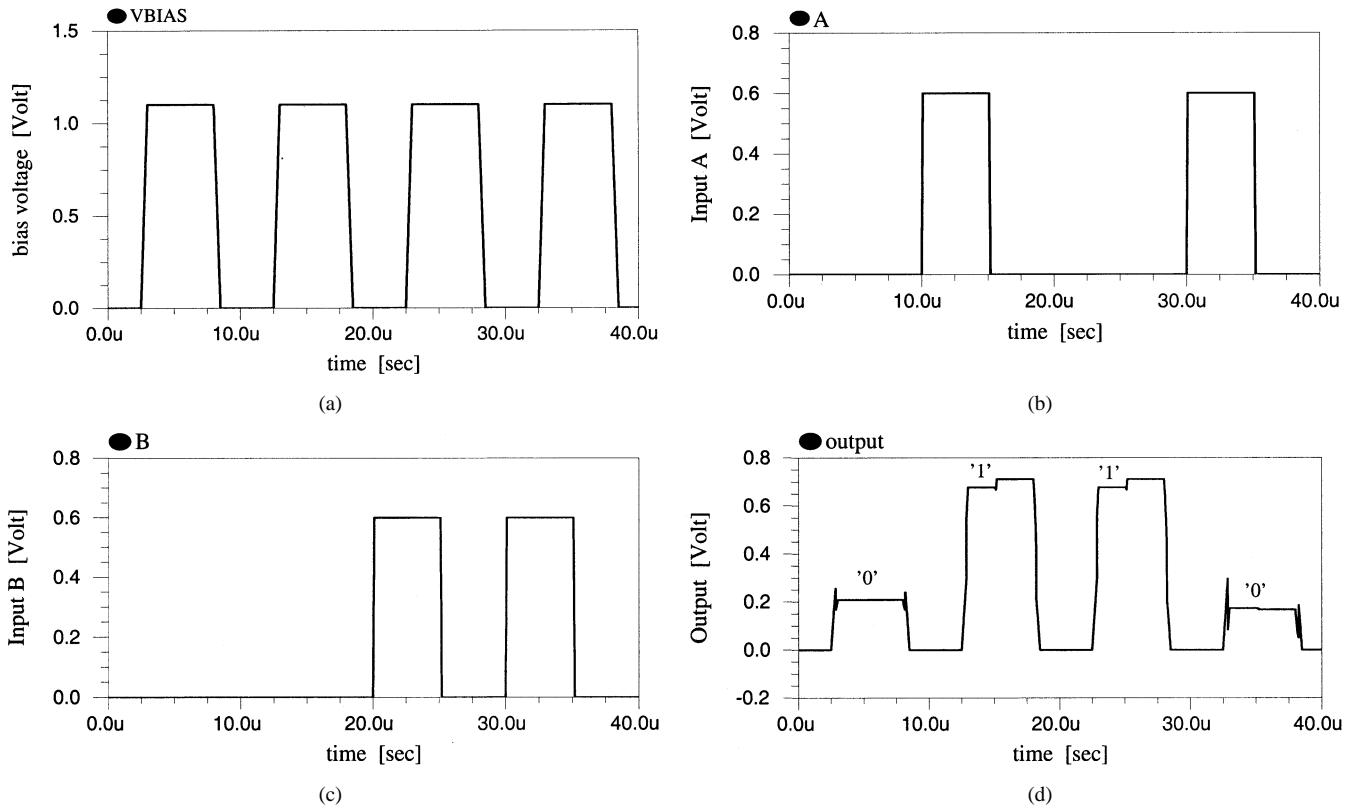 VBIAS
1.5
1.0
0.5
0.0
bias voltage [Volt]
0.0u 10.0u 20.0u 30.0u 40.0u
time [sec]
(a)
A
0.8
0.6
0.4
0.2
0.0
Input A [Volt]
0.0u 10.0u 20.0u 30.0u 40.0u
time [sec]
(b)
B
0.8
0.6
0.4
0.2
0.0
Input B [Volt]
0.0u 10.0u 20.0u 30.0u 40.0u
time [sec]
(c)
output
0.8
0.6
0.4
0.2
0.0
-0.2
Output [Volt]
'0' '1' '1' '0'
0.0u 10.0u 20.0u 30.0u 40.0u
time [sec]
(d)